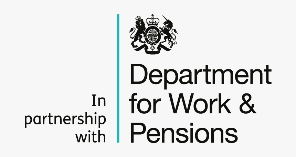 In
partnership
with
Department
for Work &
Pensions